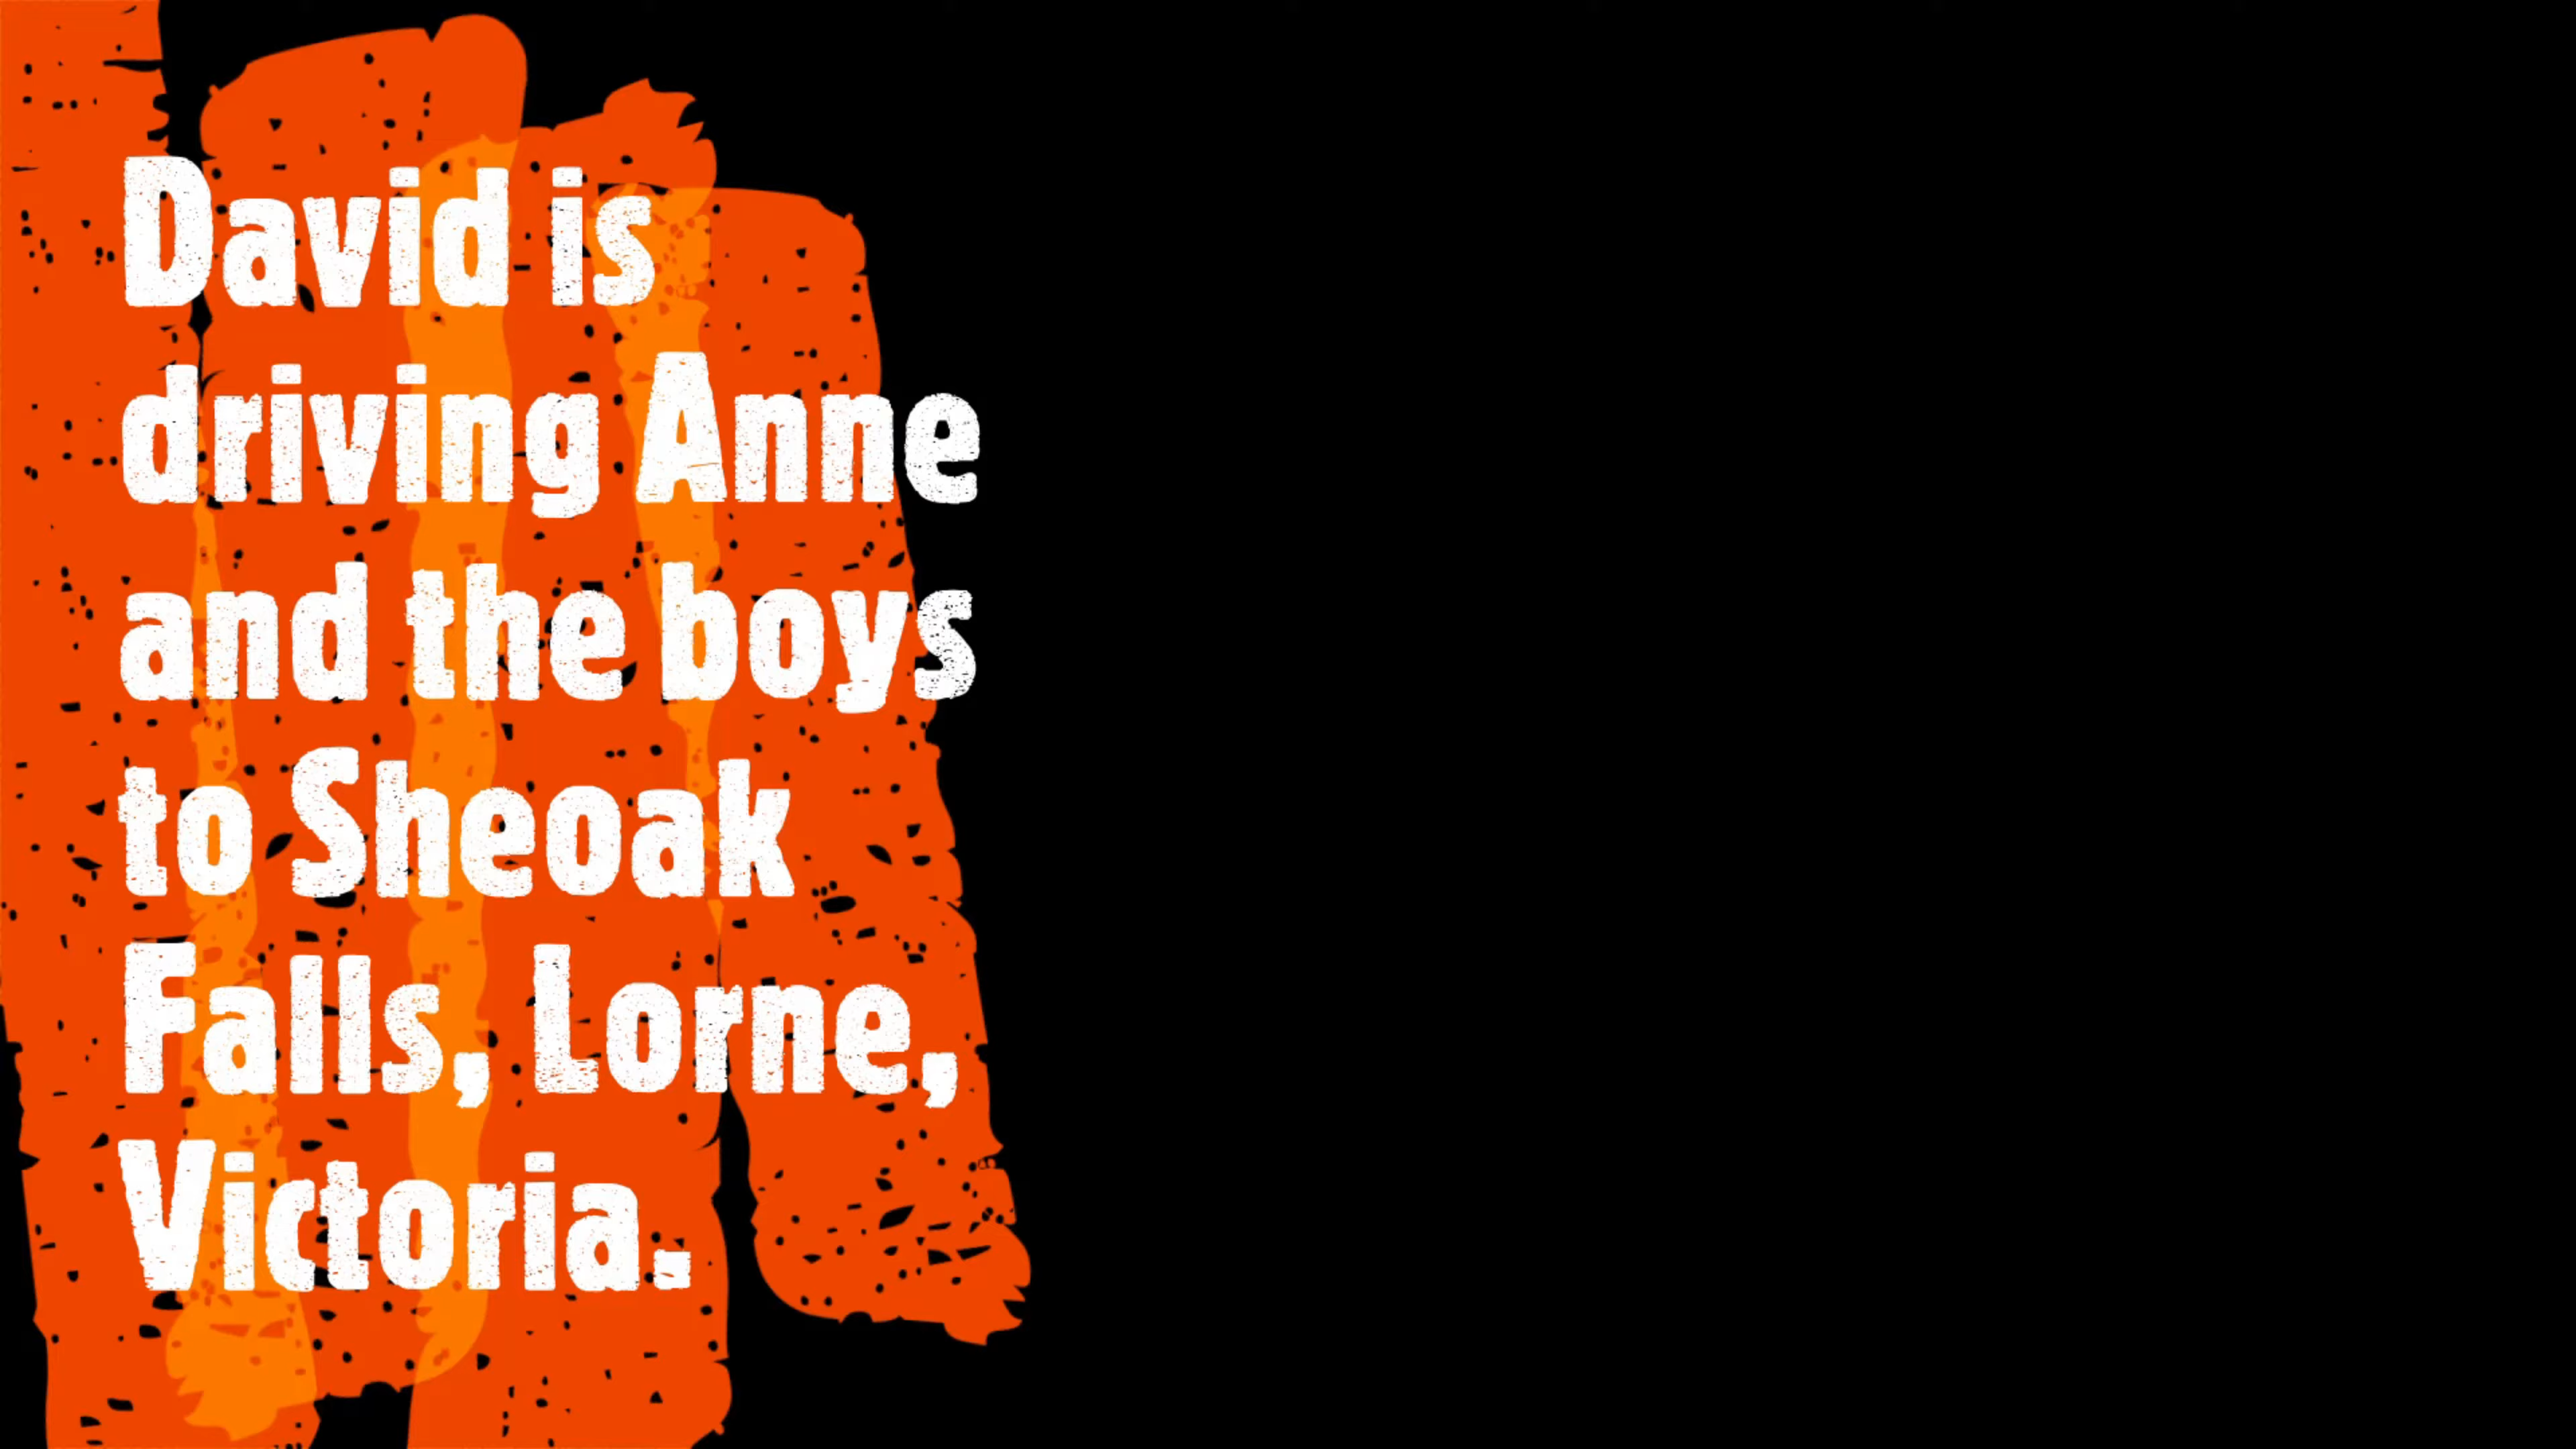 David is
driving Anne
and the boys
to Sheoak
Falls, Lorne,
Victoria.